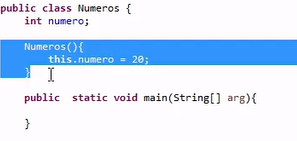 public class Numeros {
int numero;
Numeros(){
this.numero = 20;
}
public static void main(String[] arg){
}